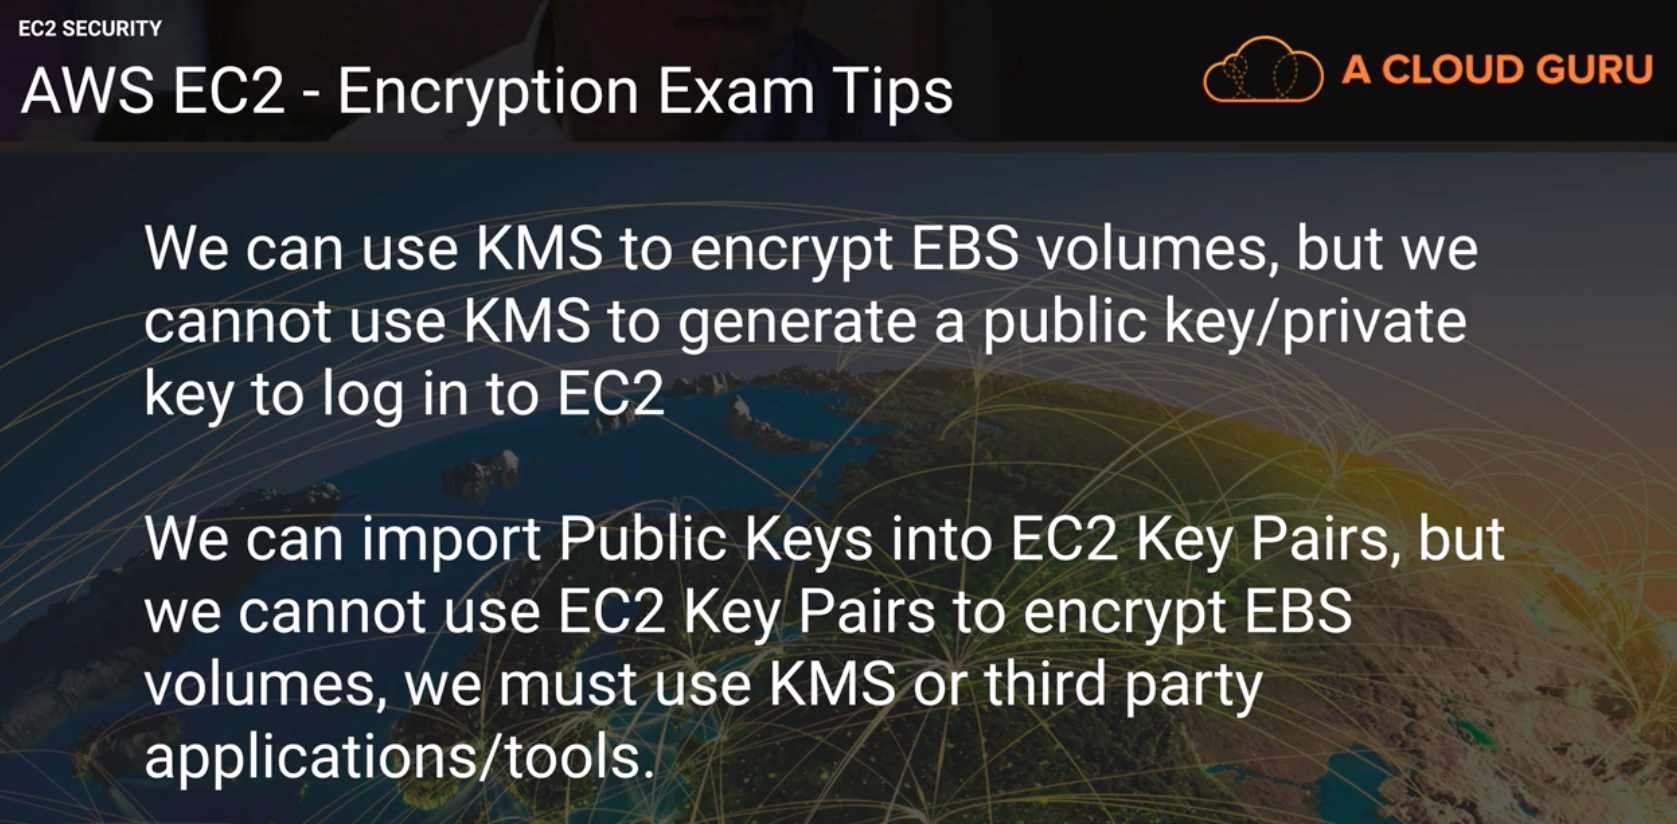 EC2 SECURITY
AWS EC2 - Encryption Exam Tips
A CLOUD GURU
We can use KMS to encrypt EBS volumes, but we
cannot use KMS to generate a public key/private
key to log in to EC2
We can import Public Keys into EC2 Key Pairs, but
we cannot use EC2 Key Pairs to encrypt EBS
volumes, we must use KMS or third party
applications/tools.